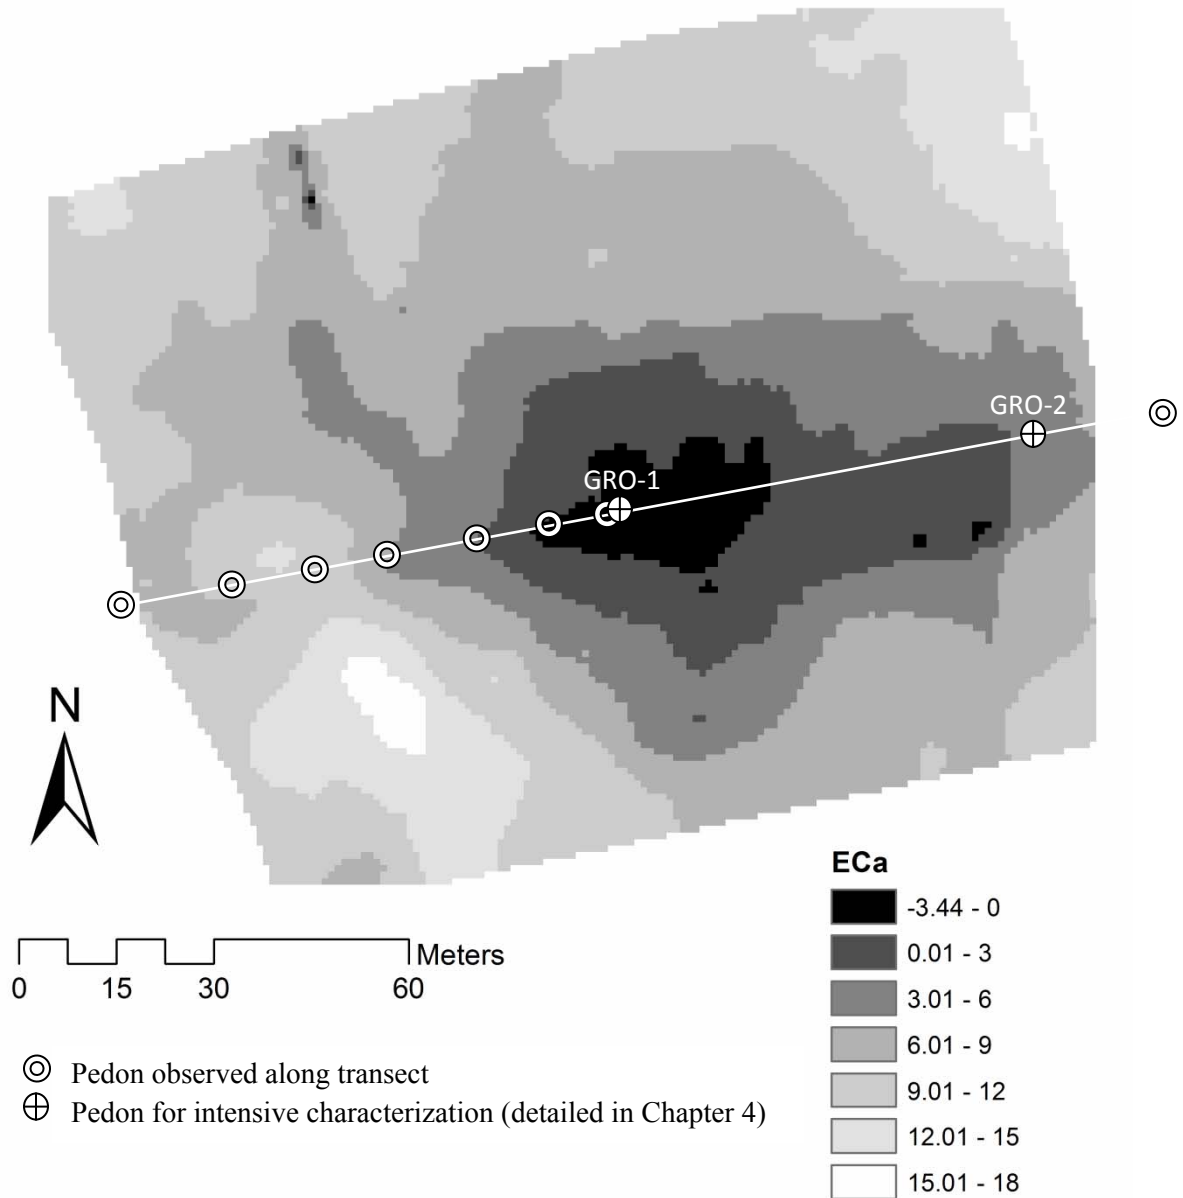 GRO-2
GRO-1
N
Meters
0 15 30 60
Pedon observed along transect
Pedon for intensive characterization (detailed in Chapter 4)
ECa
-3.44 - 0
0.01 - 3
3.01 - 6
6.01 - 9
9.01 - 12
12.01 - 15
15.01 - 18